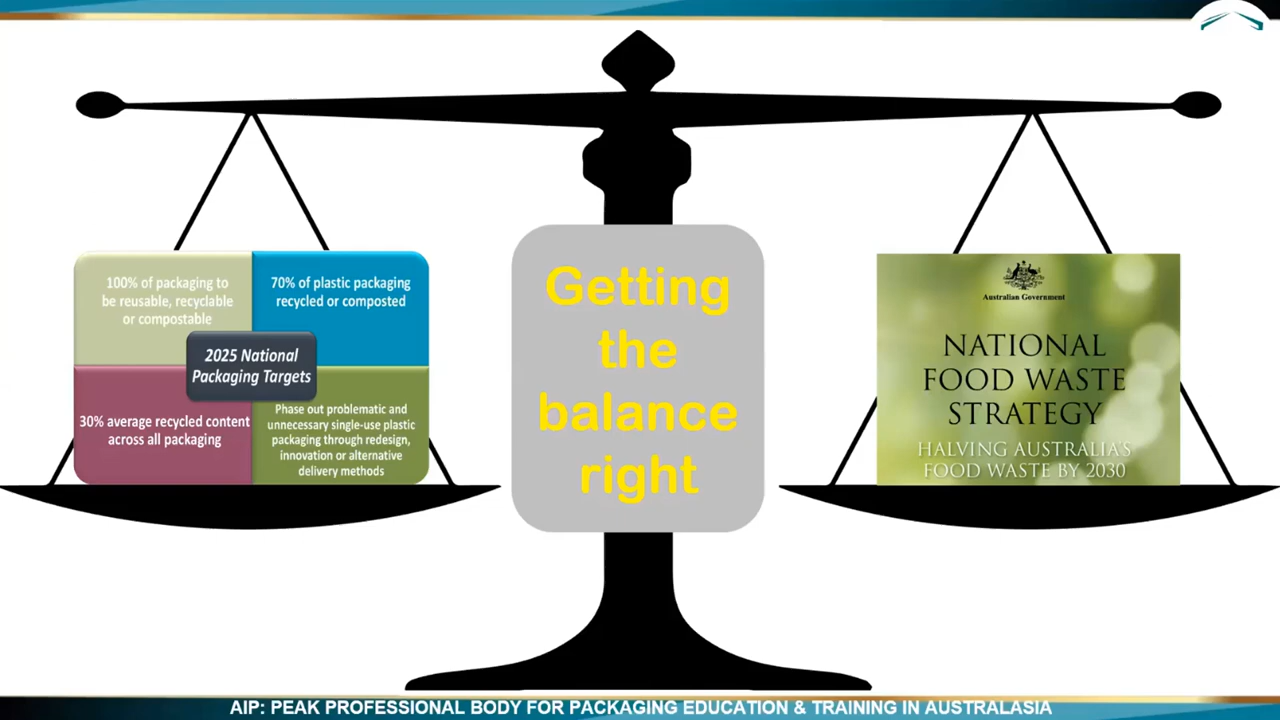 100% of packaging to
be reusable, recyclable
or compostable
70% of plastic packaging
recycled or composted
2025 National
Packaging Targets
30% average recycled content
across all packaging
Phase out problematic and
unnecessary single-use plastic
packaging through redesign,
innovation or alternative
delivery methods
Getting
the
balance
right
Australian Government
NATIONAL
FOOD WASTE
STRATEGY
HALVING AUSTRALIA'S
FOOD WASTE BY 2030
AIP: PEAK PROFESSIONAL BODY FOR PACKAGING EDUCATION & TRAINING IN AUSTRALASIA